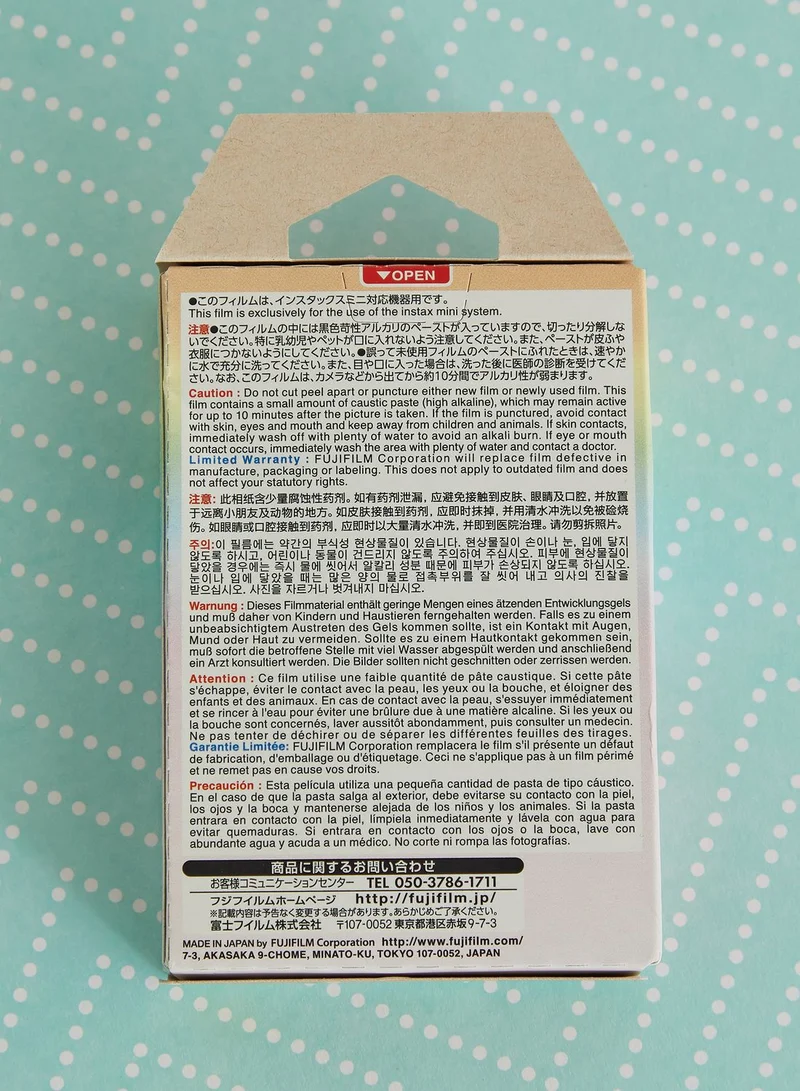 ▼OPEN
●このフィルムは、インスタックスミニ対応機器用です。
This film is exclusively for the use of the instax mini system.
注意●このフィルムの中には黒色苛性アルカリのペーストが入っていますので、切ったり分解しな
いでください。特に乳幼児やペットが口に入れないよう注意してください。また、ペーストが皮ふや
衣服につかないようにしてください。●誤って未使用フィルムのペーストにふれたときは、速やか
に水で充分に洗ってください。また、目や口に入った場合は、洗った後に医師の診断を受けてくだ
さい。なお、このフィルムは、カメラなどから出てから約10分間でアルカリ性が弱まります。
Caution : Do not cut peel apart or puncture either new film or newly used film. This
film contains a small amount of caustic paste (high alkaline), which may remain active
for up to 10 minutes after the picture is taken. If the film is punctured, avoid contact
with skin, eyes and mouth and keep away from children and animals. If skin contacts,
immediately wash off with plenty of water to avoid an alkali burn. If eye or mouth
contact occurs, immediately wash the area with plenty of water and contact a doctor.
Limited Warranty : FUJIFILM Corporation will replace film defective in
manufacture, packaging or labeling. This does not apply to outdated film and does
not affect your statutory rights.
注意: 此相纸含少量腐蚀性药剂。如有药剂泄漏, 应避免接触到皮肤、眼睛及口腔, 并放置
于远离小朋友及动物的地方。如皮肤接触到药剂, 应即时抹掉, 并用清水冲洗以免被硷烧
伤。如眼睛或口腔接触到药剂, 应即时以大量清水冲洗, 并即到医院治理。请勿剪拆照片。
주의:이 필름에는 약간의 부식성 현상물질이 있습니다. 현상물질이 손이나 눈, 입에 닿지
않도록 하시고, 어린이나 동물이 건드리지 않도록 주의하여 주십시오. 피부에 현상물질이
닿았을 경우에는 즉시 물에 씻어서 알칼리 성분 때문에 피부가 손상되지 않도록 하십시오.
눈이나 입에 닿았을 때는 많은 양의 물로 접촉부위를 잘 씻어 내고 의사의 진찰을
받으십시오. 사진을 자르거나 벗겨내지 마십시오.
Warnung : Dieses Filmmaterial enthält geringe Mengen eines ätzenden Entwicklungsgels
und muß daher von Kindern und Haustieren ferngehalten werden. Falls es zu einem
unbeabsichtigtem Austreten des Gels kommen sollte, ist ein Kontakt mit Augen,
Mund oder Haut zu vermeiden. Sollte es zu einem Hautkontakt gekommen sein,
muß sofort die betroffene Stelle mit viel Wasser abgespült werden und anschließend
ein Arzt konsultiert werden. Die Bilder sollten nicht geschnitten oder zerrissen werden.
Attention : Ce film utilise une faible quantité de pâte caustique. Si cette pâte
s'échappe, éviter le contact avec la peau, les yeux ou la bouche, et éloigner des
enfants et des animaux. En cas de contact avec la peau, s'essuyer immédiatement
et se rincer à l'eau pour éviter une brûlure due à une matière alcaline. Si les yeux ou
la bouche sont concernés, laver aussitôt abondamment, puis consulter un medecin.
Ne pas tenter de déchirer ou de séparer les différentes feuilles des tirages.
Garantie Limitée: FUJIFILM Corporation remplacera le film s'il présente un défaut
de fabrication, d'emballage ou d'étiquetage. Ceci ne s'applique pas à un film périmé
et ne remet pas en cause vos droits.
Precaución : Esta película utiliza una pequeña cantidad de pasta de tipo cáustico.
En el caso de que la pasta salga al exterior, debe evitarse su contacto con la piel,
los ojos y la boca y mantenerse alejada de los niños y los animales. Si la pasta
entrara en contacto con la piel, límpiela inmediatamente y lávela con agua para
evitar quemaduras. Si entrara en contacto con los ojos o la boca, lave con
abundante agua y acuda a un médico. No corte ni rompa las fotografías.
商品に関するお問い合わせ
お客様コミュニケーションセンター TEL 050-3786-1711
フジフイルムホームページ http://fujifilm.jp/
※記載内容は予告なく変更する場合があります。あらかじめご了承ください。
富士フイルム株式会社 〒107-0052 東京都港区赤坂9-7-3
MADE IN JAPAN by FUJIFILM Corporation http://www.fujifilm.com/
7-3, AKASAKA 9-CHOME, MINATO-KU, TOKYO 107-0052, JAPAN